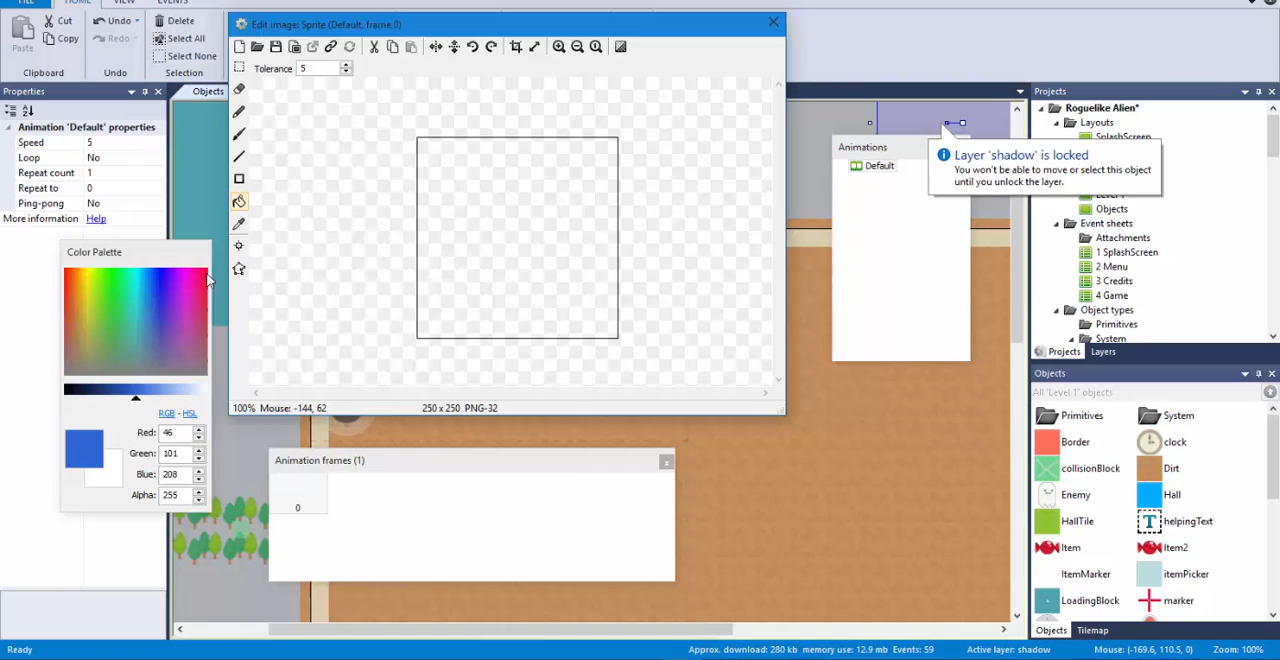 FILE
HOME
VIEW
EVENTS
Paste
Cut
Copy
Clipboard
Undo
Redo
Undo
Delete
Select All
Select None
Selection
Edit image: Sprite (Default, frame 0)
Tolerance 5
100% Mouse: -144, 62
250 x 250 PNG-32
Properties
Animation 'Default' properties
Speed 5
Loop No
Repeat count 1
Repeat to 0
Ping-pong No
More information Help
Objects
Color Palette
RGB - HSL
Red: 46
Green: 101
Blue: 208
Alpha: 255
Animation frames (1)
x
0
Animations
Default
Layer 'shadow' is locked
You won't be able to move or select this object
until you unlock the layer.
Projects
Roguelike Alien*
Layouts
SplashScreen
Objects
Event sheets
Attachments
1 SplashScreen
2 Menu
3 Credits
4 Game
Object types
Primitives
System
Projects
Layers
Objects
All 'Level 1' objects
Primitives
System
Border
clock
collisionBlock
Dirt
Enemy
Hall
HallTile
helpingText
Item
Item2
ItemMarker
itemPicker
LoadingBlock
marker
Objects
Tilemap
Ready
Approx. download: 280 kb
memory use: 12.9 mb
Events: 59
Active layer: shadow
Mouse: (-169.6, 110.5, 0)
Zoom: 100%